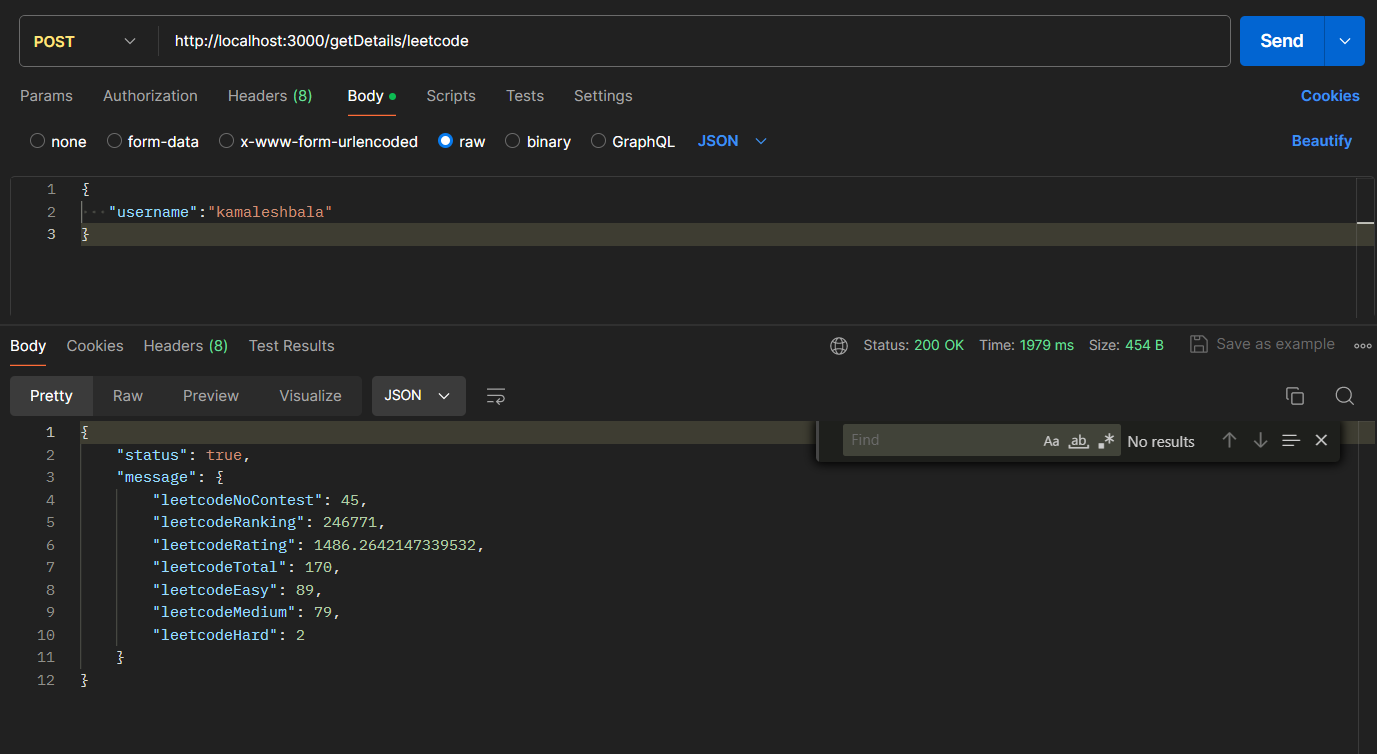 POST http://localhost:3000/getDetails/leetcode Send
Params Authorization Headers (8) Body Scripts Tests Settings Cookies
none form-data x-www-form-urlencoded raw binary GraphQL JSON Beautify
1 {
2 "username":"kamaleshbala"
3 }
Body Cookies Headers (8) Test Results Status: 200 OK Time: 1979 ms Size: 454 B Save as example
Pretty Raw Preview Visualize JSON
Find Aa ab .* No results
1 {
2 "status": true,
3 "message": {
4 "leetcodeNoContest": 45,
5 "leetcodeRanking": 246771,
6 "leetcodeRating": 1486.2642147339532,
7 "leetcodeTotal": 170,
8 "leetcodeEasy": 89,
9 "leetcodeMedium": 79,
10 "leetcodeHard": 2
11 }
12 }